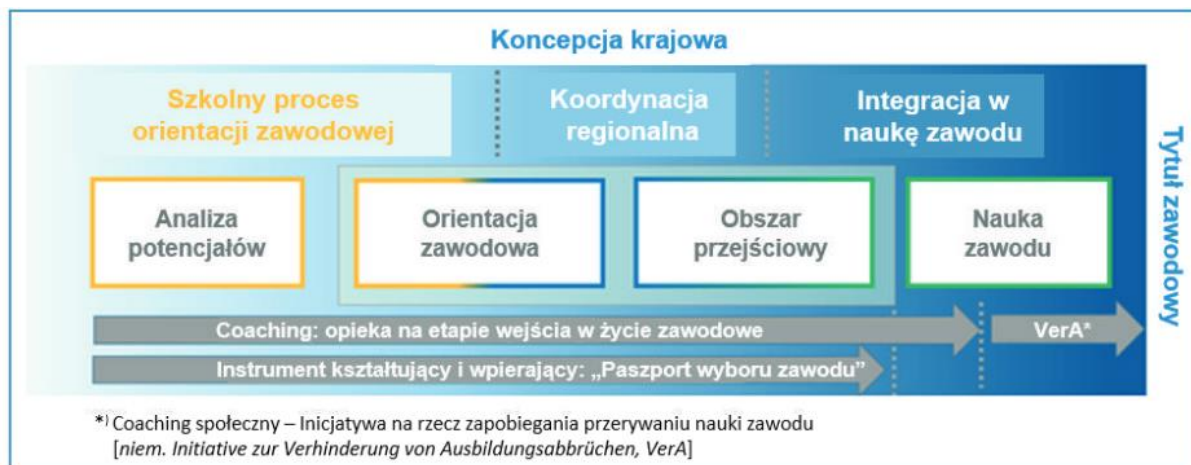 Koncepcja krajowa
Szkolny proces
orientacji zawodowej
Koordynacja
regionalna
Integracja w
naukę zawodu
Analiza
potencjałów
Orientacja
zawodowa
Obszar
przejściowy
Nauka
zawodu
Tytuł zawodowy
Coaching: opieka na etapie wejścia w życie zawodowe
VerA*
Instrument kształtujący i wpierający: „Paszport wyboru zawodu”
*) Coaching społeczny – Inicjatywa na rzecz zapobiegania przerywaniu nauki zawodu
[niem. Initiative zur Verhinderung von Ausbildungsabbrüchen, VerA]